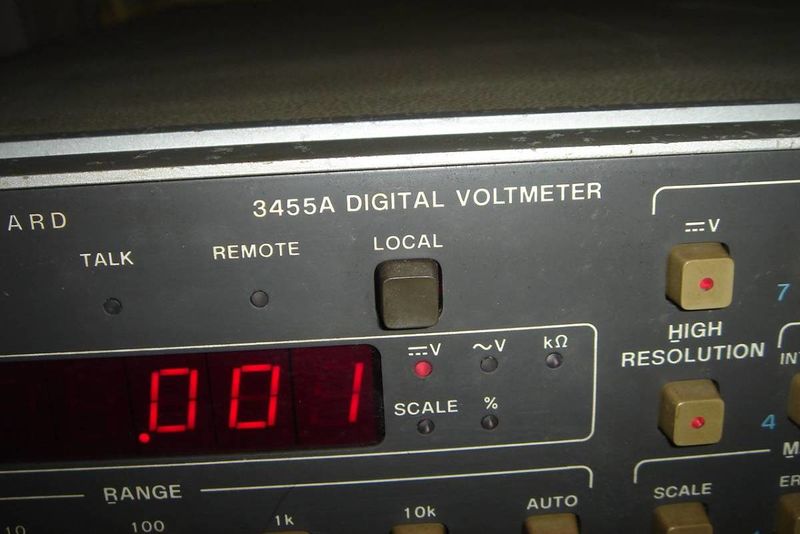 ARD
3455A DIGITAL VOLTMETER
TALK
REMOTE
LOCAL
⎓V
7
HIGH
RESOLUTION
⎓V
~V
kΩ
.001
SCALE
%
4
RANGE
SCALE
AUTO
10
100
1k
10k